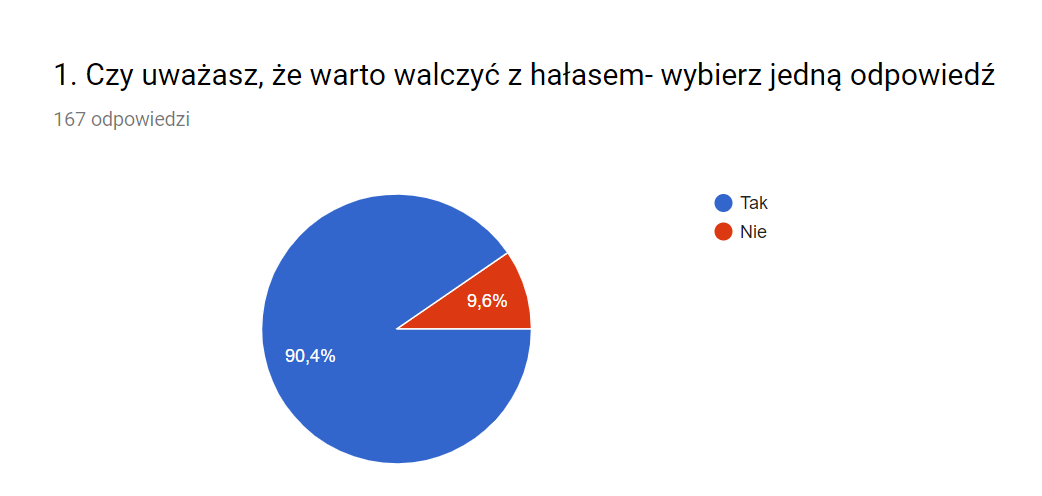 1. Czy uważasz, że warto walczyć z hałasem- wybierz jedną odpowiedź
167 odpowiedzi
Tak
Nie
9,6%
90,4%